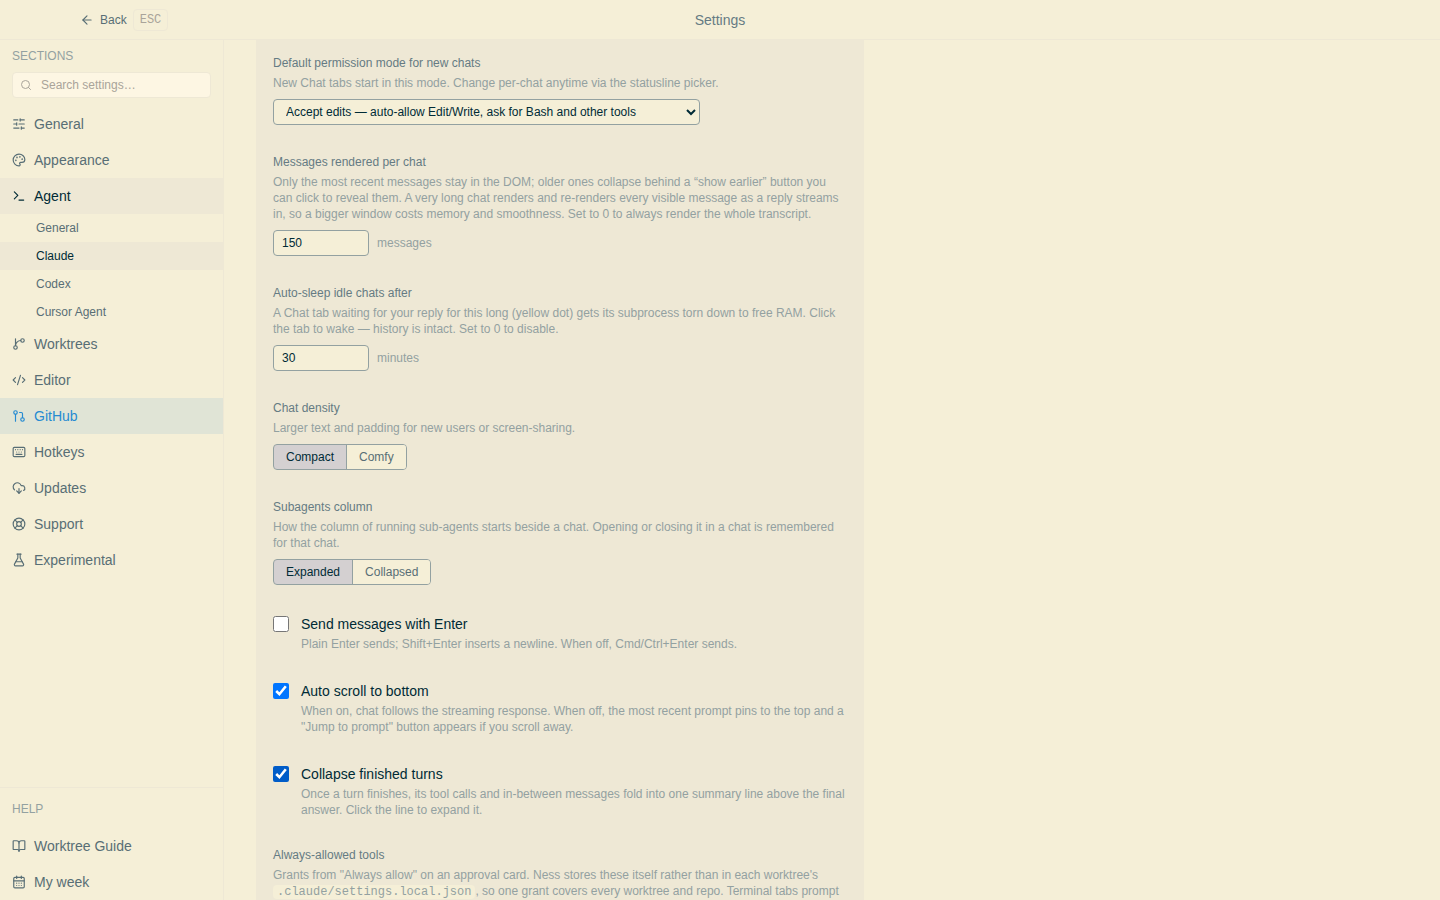 Back ESC
Settings
SECTIONS
Search settings…
General
Appearance
Agent
General
Claude
Codex
Cursor Agent
Worktrees
Editor
GitHub
Hotkeys
Updates
Support
Experimental
HELP
Worktree Guide
My week
Default permission mode for new chats
New Chat tabs start in this mode. Change per-chat anytime via the statusline picker.
Accept edits — auto-allow Edit/Write, ask for Bash and other tools
Messages rendered per chat
Only the most recent messages stay in the DOM; older ones collapse behind a “show earlier” button you
can click to reveal them. A very long chat renders and re-renders every visible message as a reply streams
in, so a bigger window costs memory and smoothness. Set to 0 to always render the whole transcript.
150 messages
Auto-sleep idle chats after
A Chat tab waiting for your reply for this long (yellow dot) gets its subprocess torn down to free RAM. Click
the tab to wake — history is intact. Set to 0 to disable.
30 minutes
Chat density
Larger text and padding for new users or screen-sharing.
Compact Comfy
Subagents column
How the column of running sub-agents starts beside a chat. Opening or closing it in a chat is remembered
for that chat.
Expanded Collapsed
Send messages with Enter
Plain Enter sends; Shift+Enter inserts a newline. When off, Cmd/Ctrl+Enter sends.
Auto scroll to bottom
When on, chat follows the streaming response. When off, the most recent prompt pins to the top and a
"Jump to prompt" button appears if you scroll away.
Collapse finished turns
Once a turn finishes, its tool calls and in-between messages fold into one summary line above the final
answer. Click the line to expand it.
Always-allowed tools
Grants from "Always allow" on an approval card. Ness stores these itself rather than in each worktree's
.claude/settings.local.json, so one grant covers every worktree and repo. Terminal tabs prompt